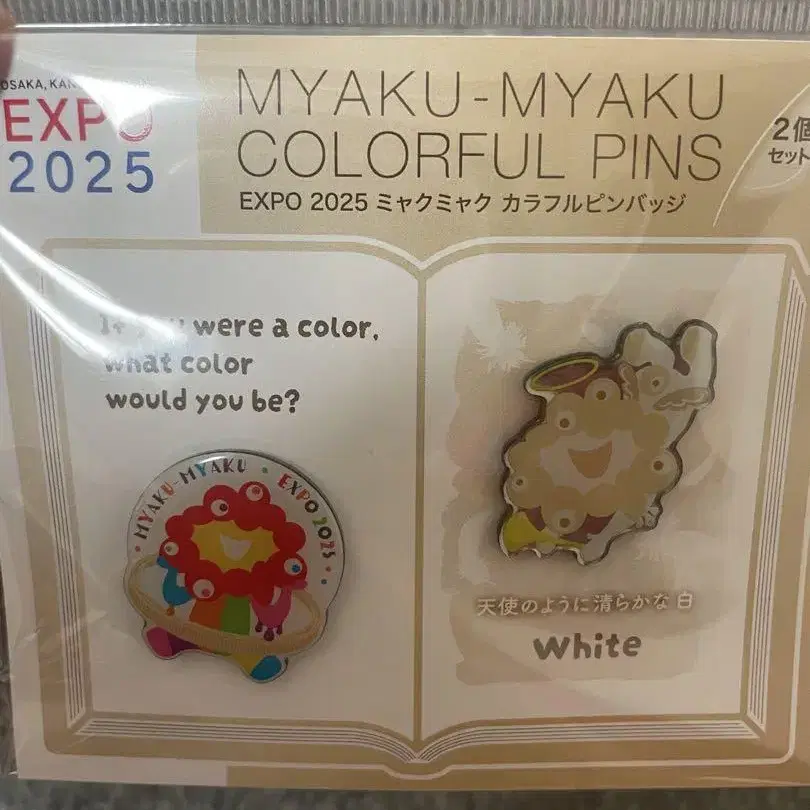 OSAKA, KAN
EXPO
2025
MYAKU-MYAKU
COLORFUL PINS
EXPO 2025 ミャクミャク カラフルピンバッジ
2個
セット
If you were a color,
what color
would you be?
MYAKU-MYAKU • EXPO 2025
天使のように清らかな 白
White